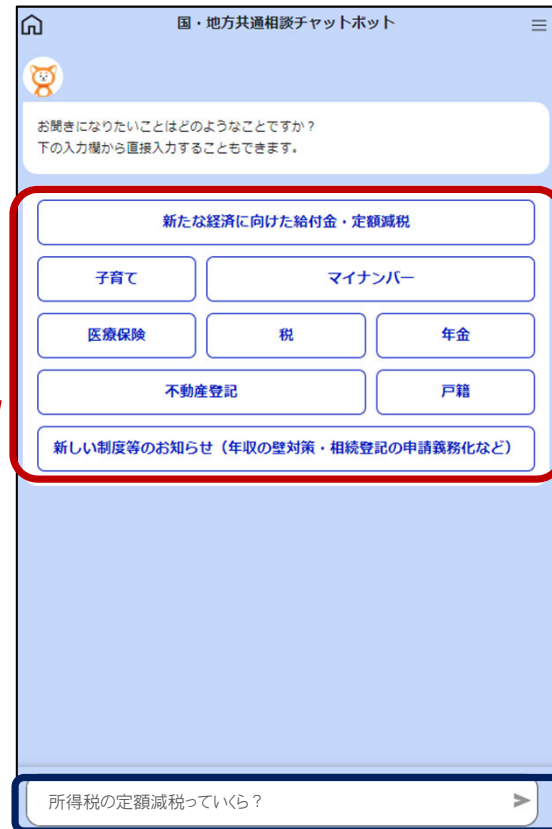 国・地方共通相談チャットボット
お聞きになりたいことはどのようなことですか？
下の入力欄から直接入力することもできます。
新たな経済に向けた給付金・定額減税
子育て
マイナンバー
医療保険
税
年金
不動産登記
戸籍
新しい制度等のお知らせ（年収の壁対策・相続登記の申請義務化など）
所得税の定額減税っていくら？